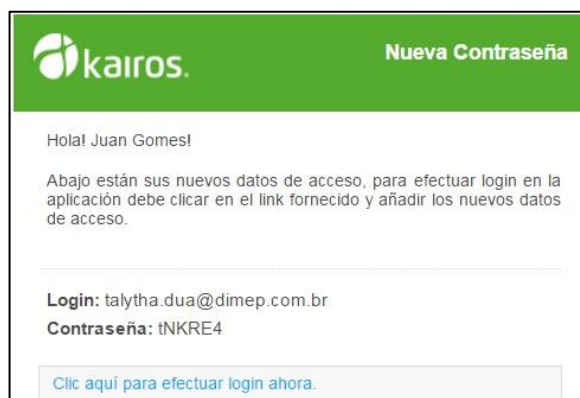 kairos.
Nueva Contraseña
Hola! Juan Gomes!
Abajo están sus nuevos datos de acceso, para efectuar login en la
aplicación debe clicar en el link fornecido y añadir los nuevos datos
de acceso.
Login: talytha.dua@dimep.com.br
Contraseña: tNKRE4
Clic aquí para efectuar login ahora.